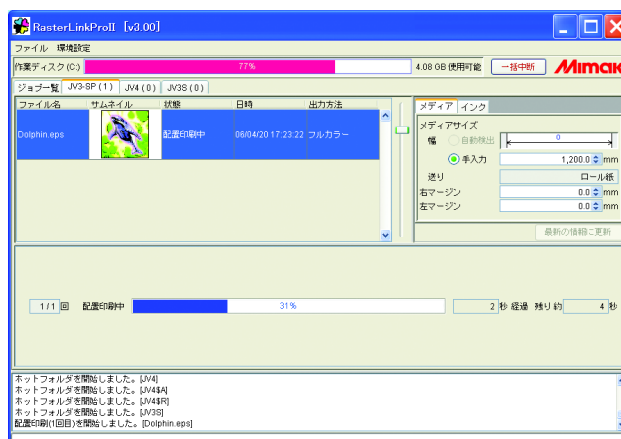 RasterLinkProII [v3.00]
ファイル 環境設定
作業ディスク(C:) 77% 4.08 GB 使用可能 一括中断 Mimaki
ジョブ一覧 JV3-SP(1) JV4(0) JV3S(0)
ファイル名 サムネイル 状態 日時 出力方法
Dolphin.eps 配置印刷中 06/04/20 17:23:22 フルカラー
メディア インク
メディアサイズ
幅 自動検出 0
手入力 1,200.0 mm
送り ロール紙
右マージン 0.0 mm
左マージン 0.0 mm
最新の情報に更新
1/1 回 配置印刷中 31% 2 秒 経過 残り約 4 秒
ホットフォルダを開始しました。[JV4]
ホットフォルダを開始しました。[JV4$A]
ホットフォルダを開始しました。[JV4$R]
ホットフォルダを開始しました。[JV3S]
配置印刷(1回目)を開始しました。[Dolphin.eps]